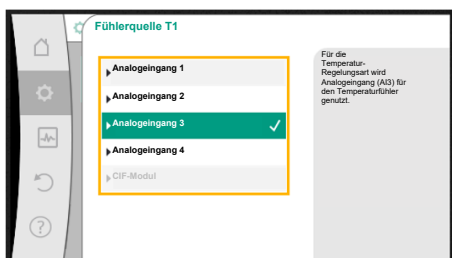 Fühlerquelle T1
Analogeingang 1
Analogeingang 2
Analogeingang 3
Analogeingang 4
CIF-Modul
Für die
Temperatur-
Regelungsart wird
Analogeingang (AI3) für
den Temperaturfühler
genutzt.
?